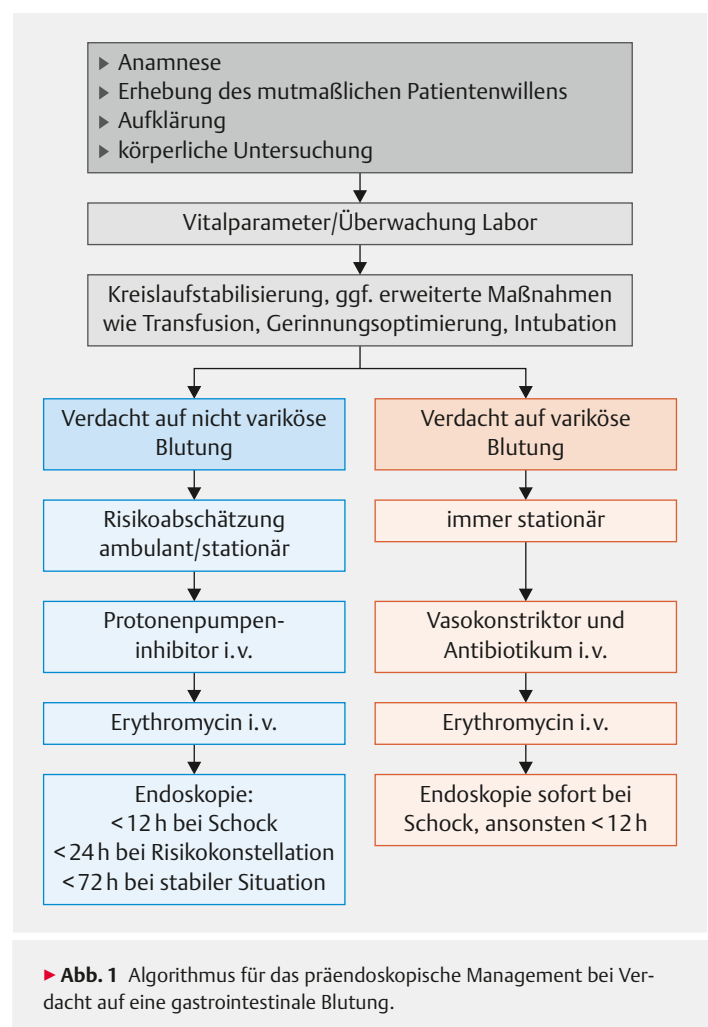 ▶ Anamnese
▶ Erhebung des mutmaßlichen Patientenwillens
▶ Aufklärung
▶ körperliche Untersuchung
Vitalparameter/Überwachung Labor
Kreislaufstabilisierung, ggf. erweiterte Maßnahmen
wie Transfusion, Gerinnungsoptimierung, Intubation
Verdacht auf nicht variköse
Blutung
Risikoabschätzung
ambulant/stationär
Protonenpumpen-
inhibitor i. v.
Erythromycin i. v.
Endoskopie:
< 12 h bei Schock
< 24 h bei Risikokonstellation
< 72 h bei stabiler Situation
Verdacht auf variköse
Blutung
immer stationär
Vasokonstriktor und
Antibiotikum i. v.
Erythromycin i. v.
Endoskopie sofort bei
Schock, ansonsten < 12 h
▶ Abb. 1 Algorithmus für das präendoskopische Management bei Ver-
dacht auf eine gastrointestinale Blutung.